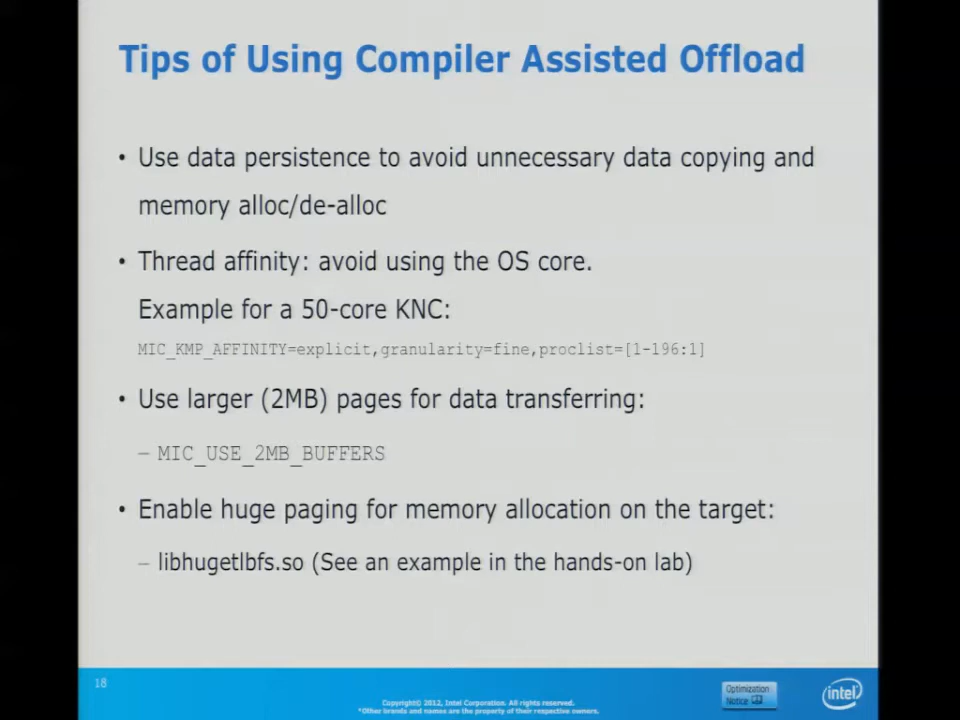 Tips of Using Compiler Assisted Offload
• Use data persistence to avoid unnecessary data copying and
memory alloc/de-alloc
• Thread affinity: avoid using the OS core.
Example for a 50-core KNC:
MIC_KMP_AFFINITY=explicit,granularity=fine,proclist=[1-196:1]
• Use larger (2MB) pages for data transferring:
– MIC_USE_2MB_BUFFERS
• Enable huge paging for memory allocation on the target:
– libhugetlbfs.so (See an example in the hands-on lab)
18
Copyright© 2012, Intel Corporation. All rights reserved.
*Other brands and names are the property of their respective owners.
Optimization
Notice
intel